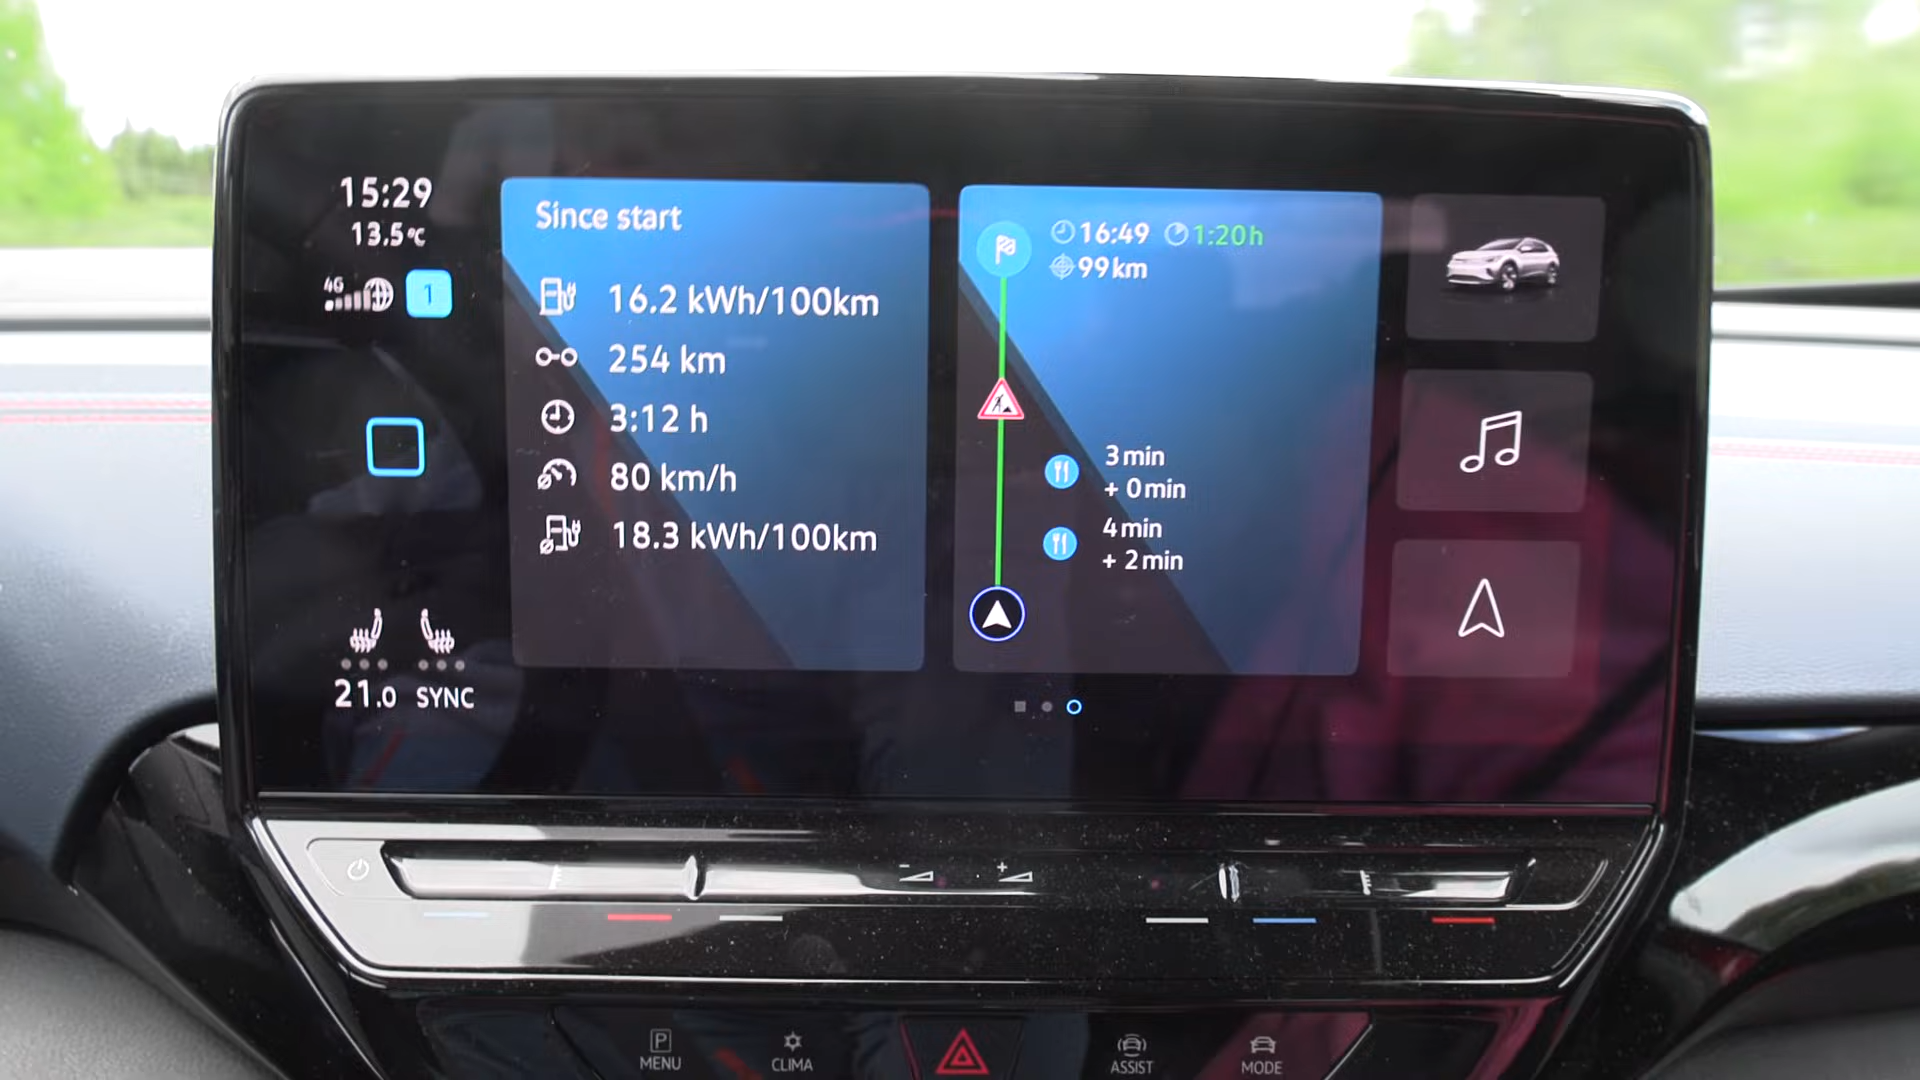 15:29
13.5°C
4G
1
21.0 SYNC
Since start
16.2 kWh/100km
254 km
3:12 h
80 km/h
18.3 kWh/100km
16:49 1:20h
99km
3 min
+ 0 min
4 min
+ 2 min
- +
P
MENU
CLIMA
ASSIST
MODE